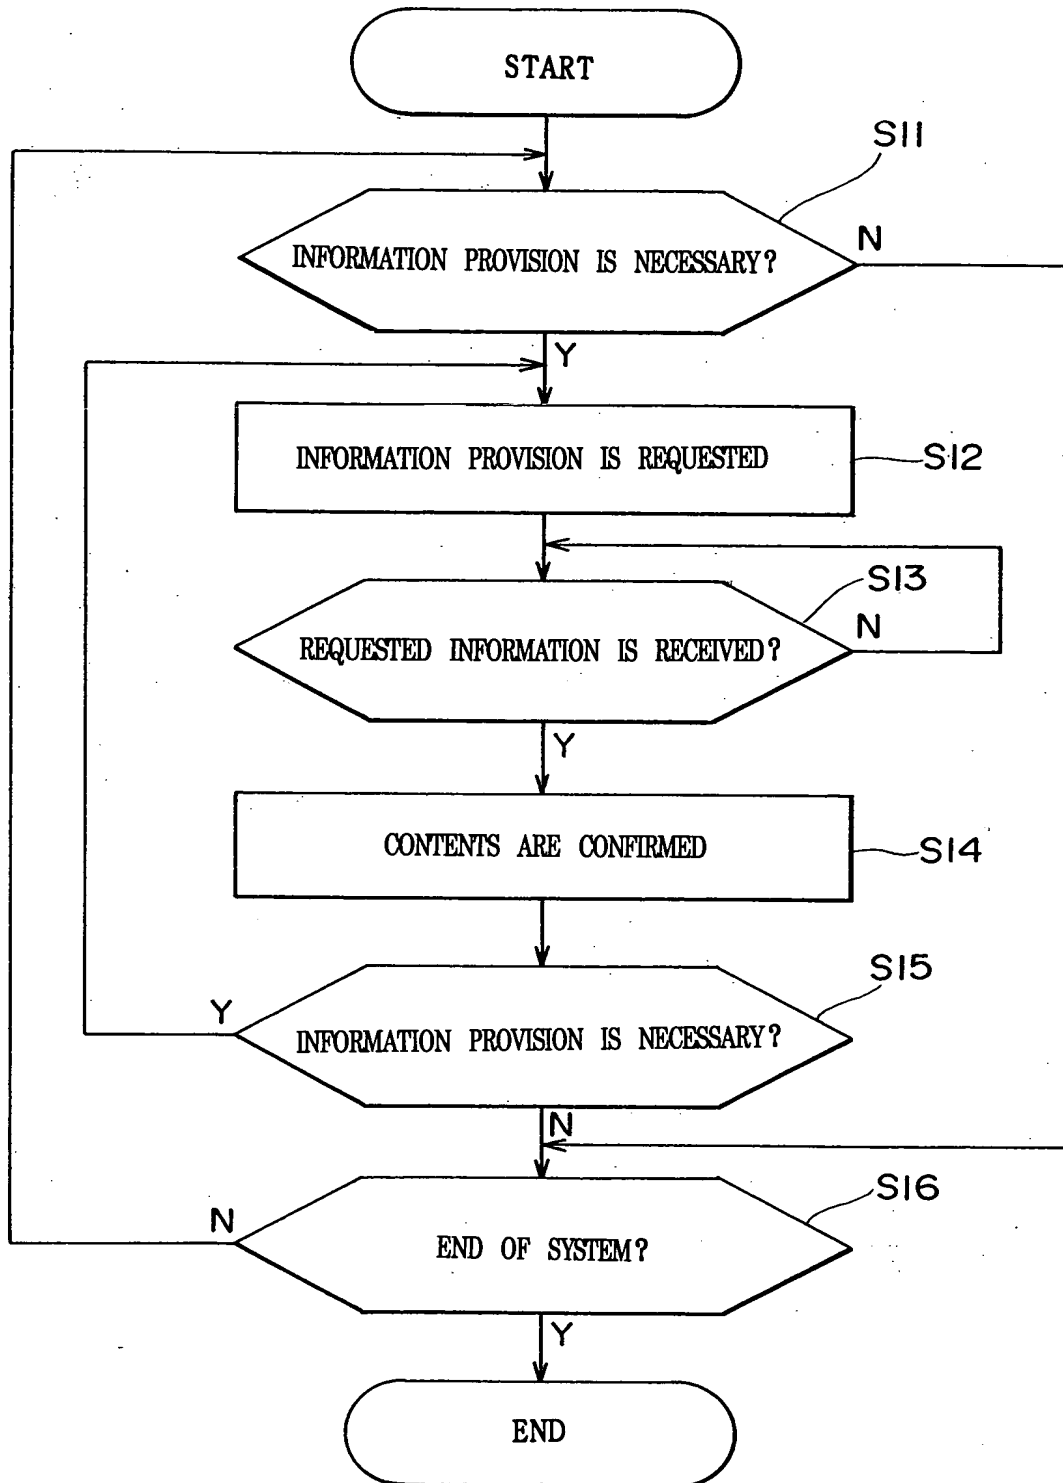 START
S11
INFORMATION PROVISION IS NECESSARY?
N
Y
INFORMATION PROVISION IS REQUESTED
S12
S13
REQUESTED INFORMATION IS RECEIVED?
N
Y
CONTENTS ARE CONFIRMED
S14
S15
Y
INFORMATION PROVISION IS NECESSARY?
N
S16
N
END OF SYSTEM?
Y
END